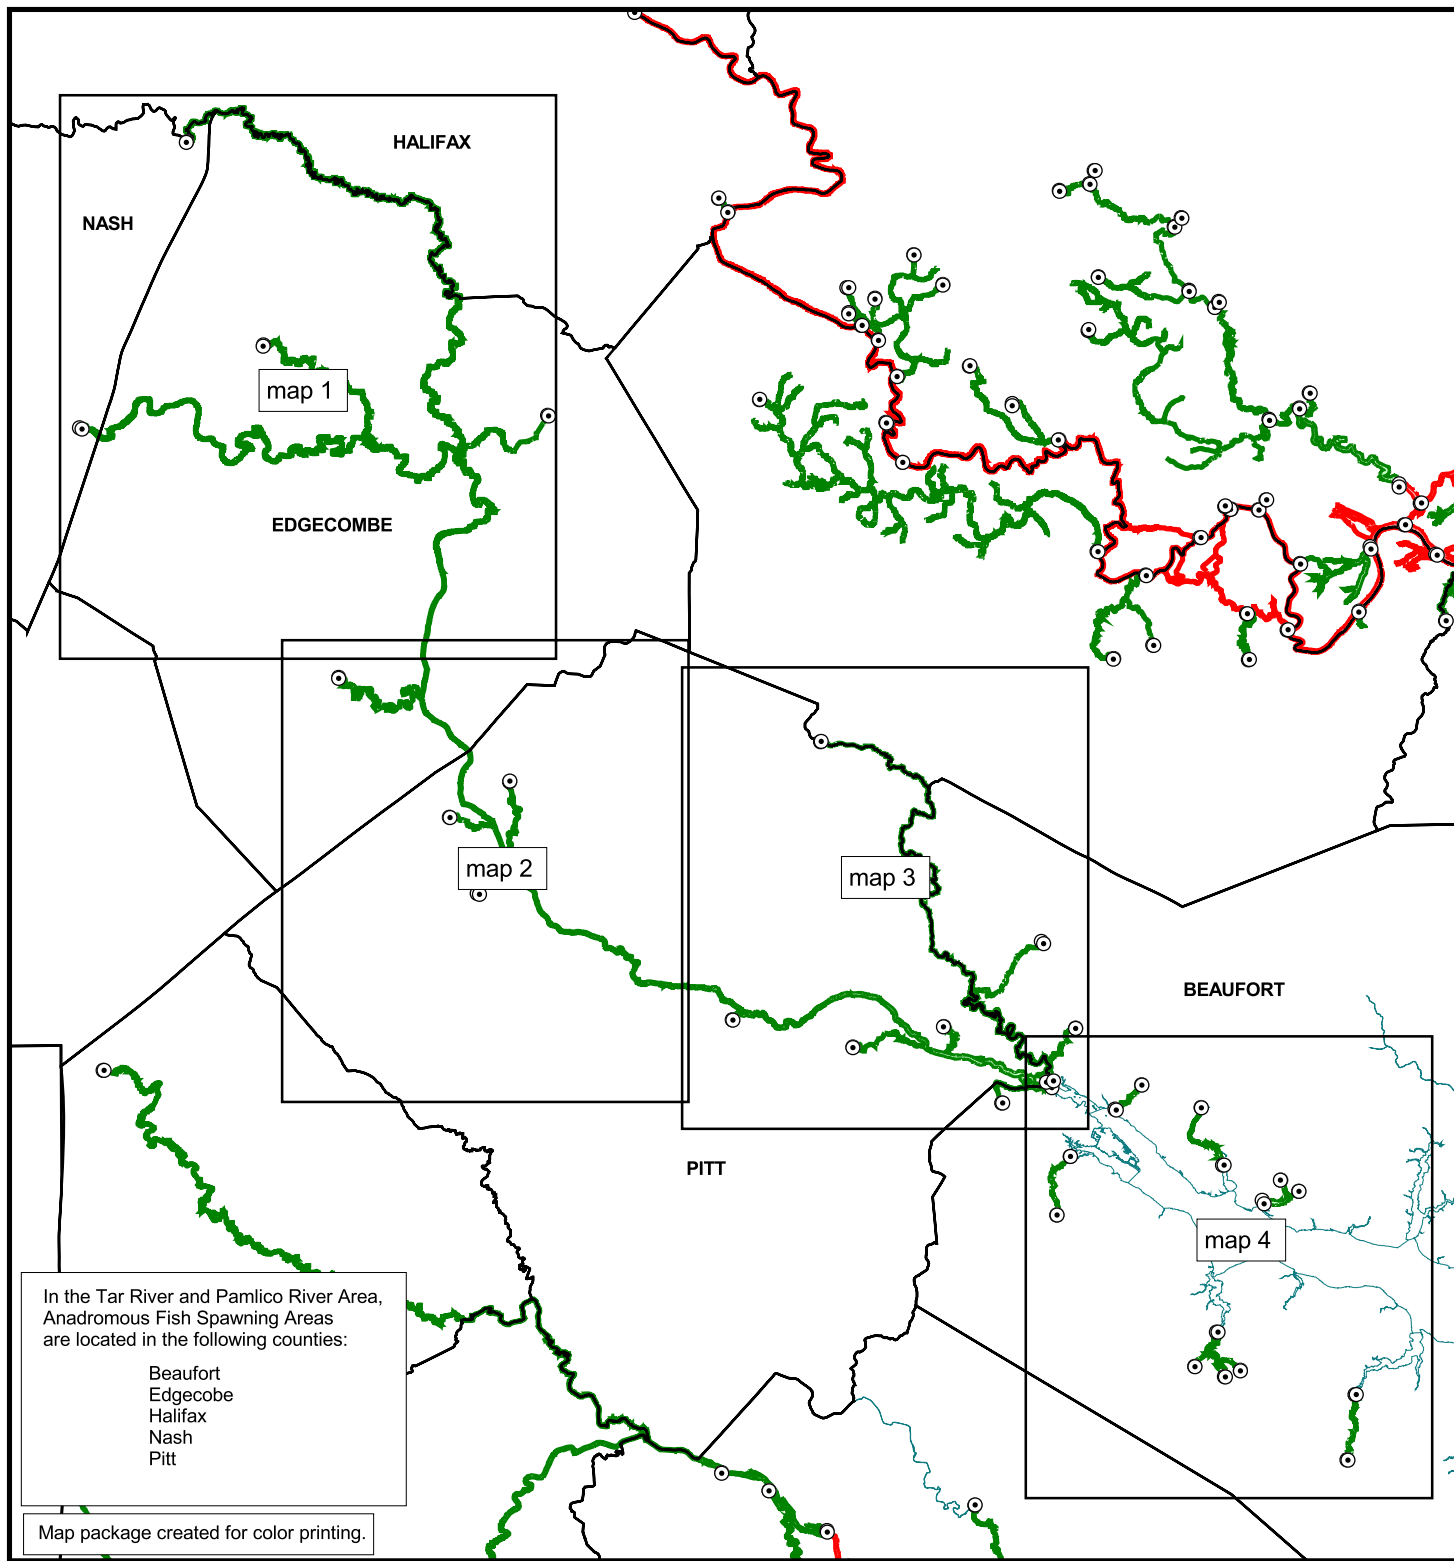 HALIFAX
NASH
map 1
EDGECOMBE
map 2
map 3
BEAUFORT
PITT
map 4
In the Tar River and Pamlico River Area,
Anadromous Fish Spawning Areas
are located in the following counties:
Beaufort
Edgecobe
Halifax
Nash
Pitt
Map package created for color printing.